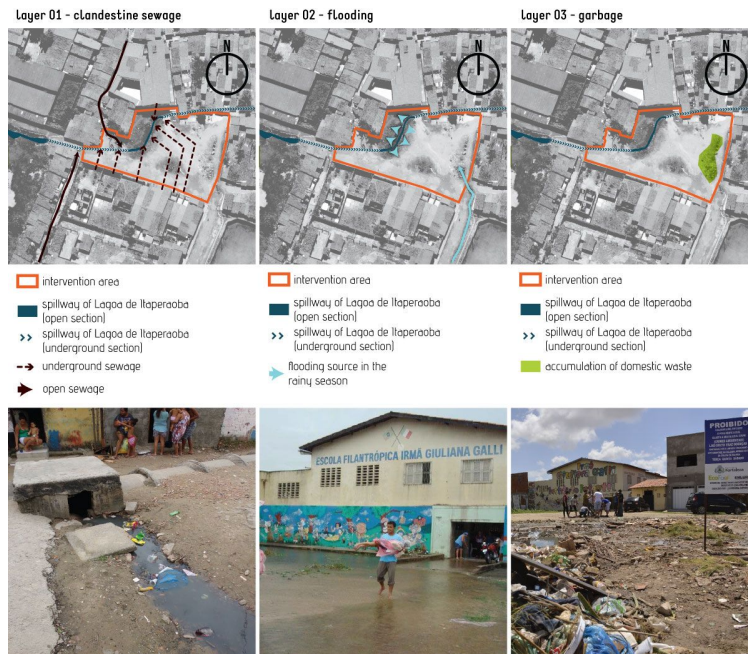 Layer 01 - clandestine sewage
N
intervention area
spillway of Lagoa de Itaperaoba
(open section)
spillway of Lagoa de Itaperaoba
(underground section)
underground sewage
open sewage
Layer 02 - flooding
N
intervention area
spillway of Lagoa de Itaperaoba
(open section)
spillway of Lagoa de Itaperaoba
(underground section)
flooding source in the
rainy season
ESCOLA FILANTRÓPICA IRMÃ GIULIANA GALLI
Layer 03 - garbage
N
intervention area
spillway of Lagoa de Itaperaoba
(open section)
spillway of Lagoa de Itaperaoba
(underground section)
accumulation of domestic waste
PROIBIDO
Fortaleza